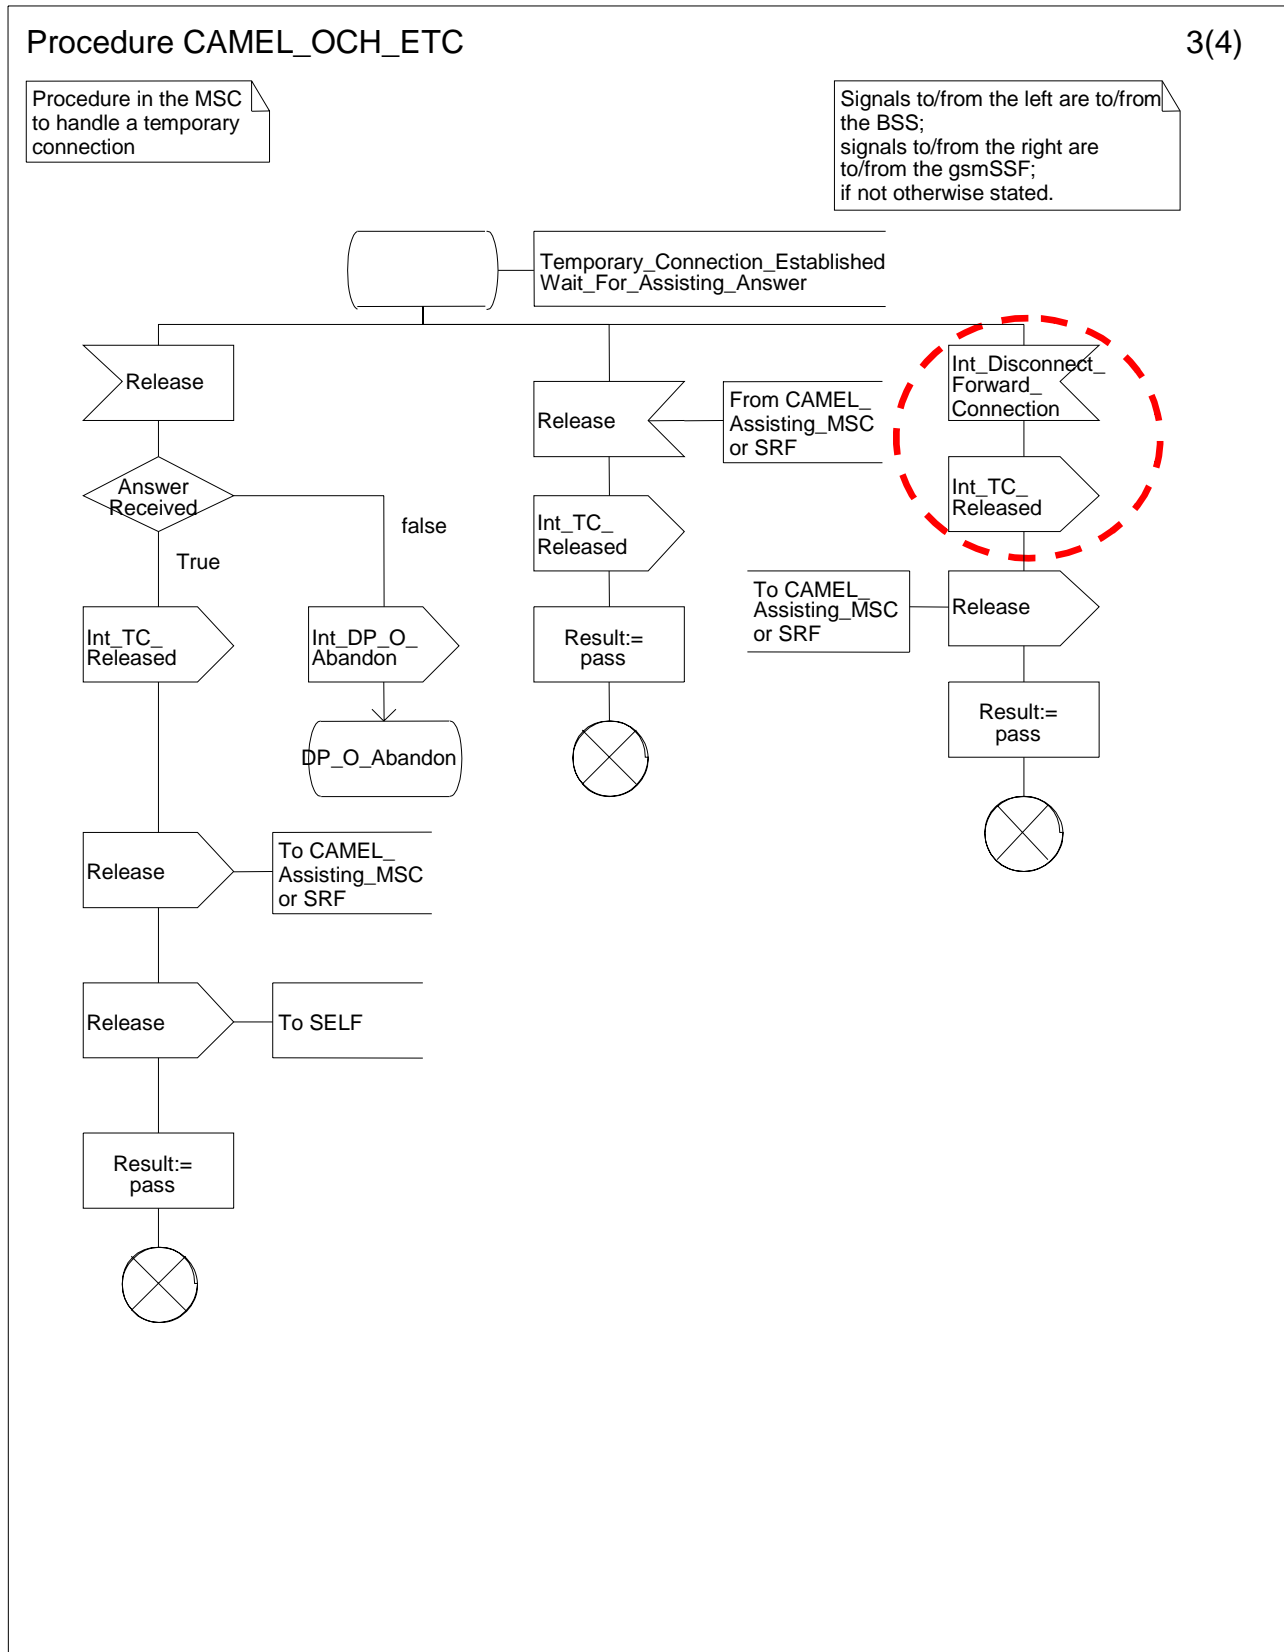 Procedure CAMEL_OCH_ETC
3(4)
Procedure in the MSC
to handle a temporary
connection
Signals to/from the left are to/from
the BSS;
signals to/from the right are
to/from the gsmSSF;
if not otherwise stated.
Temporary_Connection_Established
Wait_For_Assisting_Answer
Release
Answer
Received
True
false
Int_TC_
Released
Int_DP_O_
Abandon
DP_O_Abandon
Release
To CAMEL_
Assisting_MSC
or SRF
Release
To SELF
Result:=
pass
Release
From CAMEL_
Assisting_MSC
or SRF
Int_TC_
Released
Result:=
pass
Int_Disconnect_
Forward_
Connection
Int_TC_
Released
To CAMEL_
Assisting_MSC
or SRF
Release
Result:=
pass